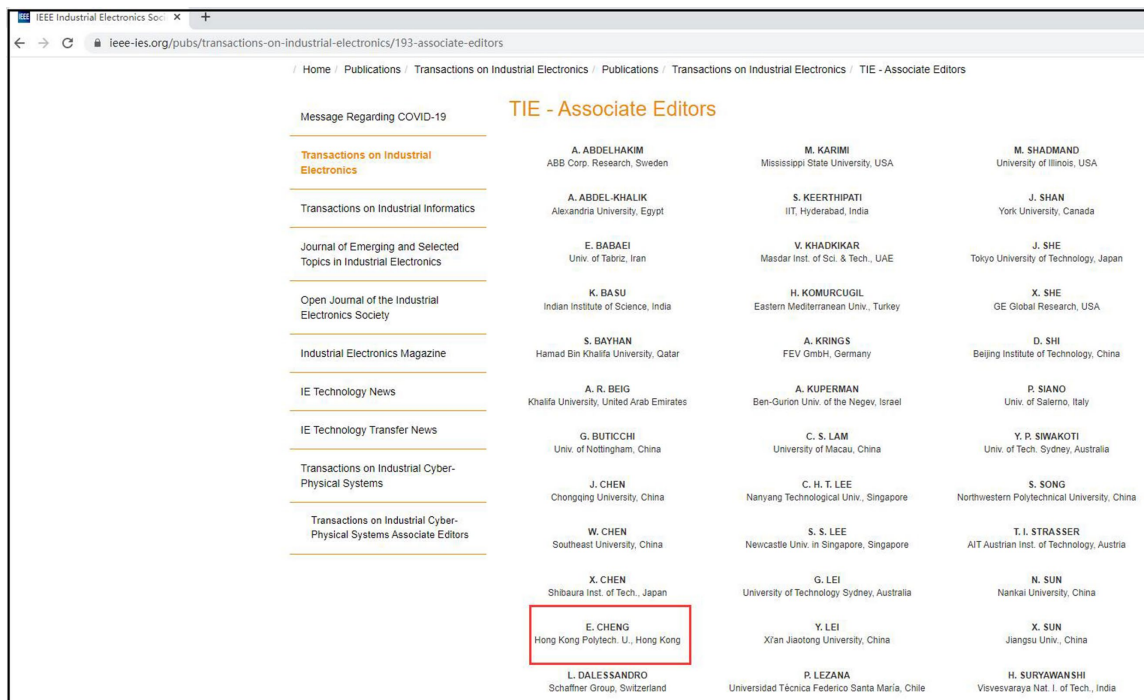 IEEE Industrial Electronics Soci
ieee-ies.org/pubs/transactions-on-industrial-electronics/193-associate-editors
/ Home / Publications / Transactions on Industrial Electronics / Publications / Transactions on Industrial Electronics / TIE - Associate Editors
Message Regarding COVID-19
Transactions on Industrial
Electronics
Transactions on Industrial Informatics
Journal of Emerging and Selected
Topics in Industrial Electronics
Open Journal of the Industrial
Electronics Society
Industrial Electronics Magazine
IE Technology News
IE Technology Transfer News
Transactions on Industrial Cyber-
Physical Systems
Transactions on Industrial Cyber-
Physical Systems Associate Editors
TIE - Associate Editors
A. ABDELHAKIM
ABB Corp. Research, Sweden
A. ABDEL-KHALIK
Alexandria University, Egypt
E. BABAEI
Univ. of Tabriz, Iran
K. BASU
Indian Institute of Science, India
S. BAYHAN
Hamad Bin Khalifa University, Qatar
A. R. BEIG
Khalifa University, United Arab Emirates
G. BUTICCHI
Univ. of Nottingham, China
J. CHEN
Chongqing University, China
W. CHEN
Southeast University, China
X. CHEN
Shibaura Inst. of Tech., Japan
E. CHENG
Hong Kong Polytech. U., Hong Kong
L. DALESSANDRO
Schaffner Group, Switzerland
M. KARIMI
Mississippi State University, USA
S. KEERTHIPATI
IIT, Hyderabad, India
V. KHADKIKAR
Masdar Inst. of Sci. & Tech., UAE
H. KOMURCUGIL
Eastern Mediterranean Univ., Turkey
A. KRINGS
FEV GmbH, Germany
A. KUPERMAN
Ben-Gurion Univ. of the Negev, Israel
C. S. LAM
University of Macau, China
C. H. T. LEE
Nanyang Technological Univ., Singapore
S. S. LEE
Newcastle Univ. in Singapore, Singapore
G. LEI
University of Technology Sydney, Australia
Y. LEI
Xi'an Jiaotong University, China
P. LEZANA
Universidad Técnica Federico Santa María, Chile
M. SHADMAND
University of Illinois, USA
J. SHAN
York University, Canada
J. SHE
Tokyo University of Technology, Japan
X. SHE
GE Global Research, USA
D. SHI
Beijing Institute of Technology, China
P. SIANO
Univ. of Salerno, Italy
Y. P. SIWAKOTI
Univ. of Tech. Sydney, Australia
S. SONG
Northwestern Polytechnical University, China
T. I. STRASSER
AIT Austrian Inst. of Technology, Austria
N. SUN
Nankai University, China
X. SUN
Jiangsu Univ., China
H. SURYAWANSHI
Visvesvaraya Nat. I. of Tech., India